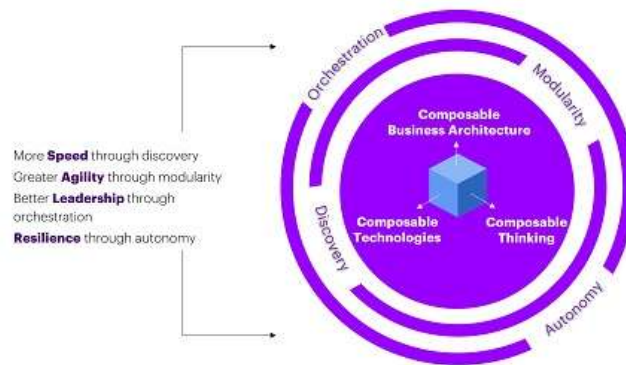 More Speed through discovery
Greater Agility through modularity
Better Leadership through
orchestration
Resilience through autonomy
Orchestration
Modularity
Composable
Business Architecture
Composable
Technologies
Composable
Thinking
Discovery
Autonomy